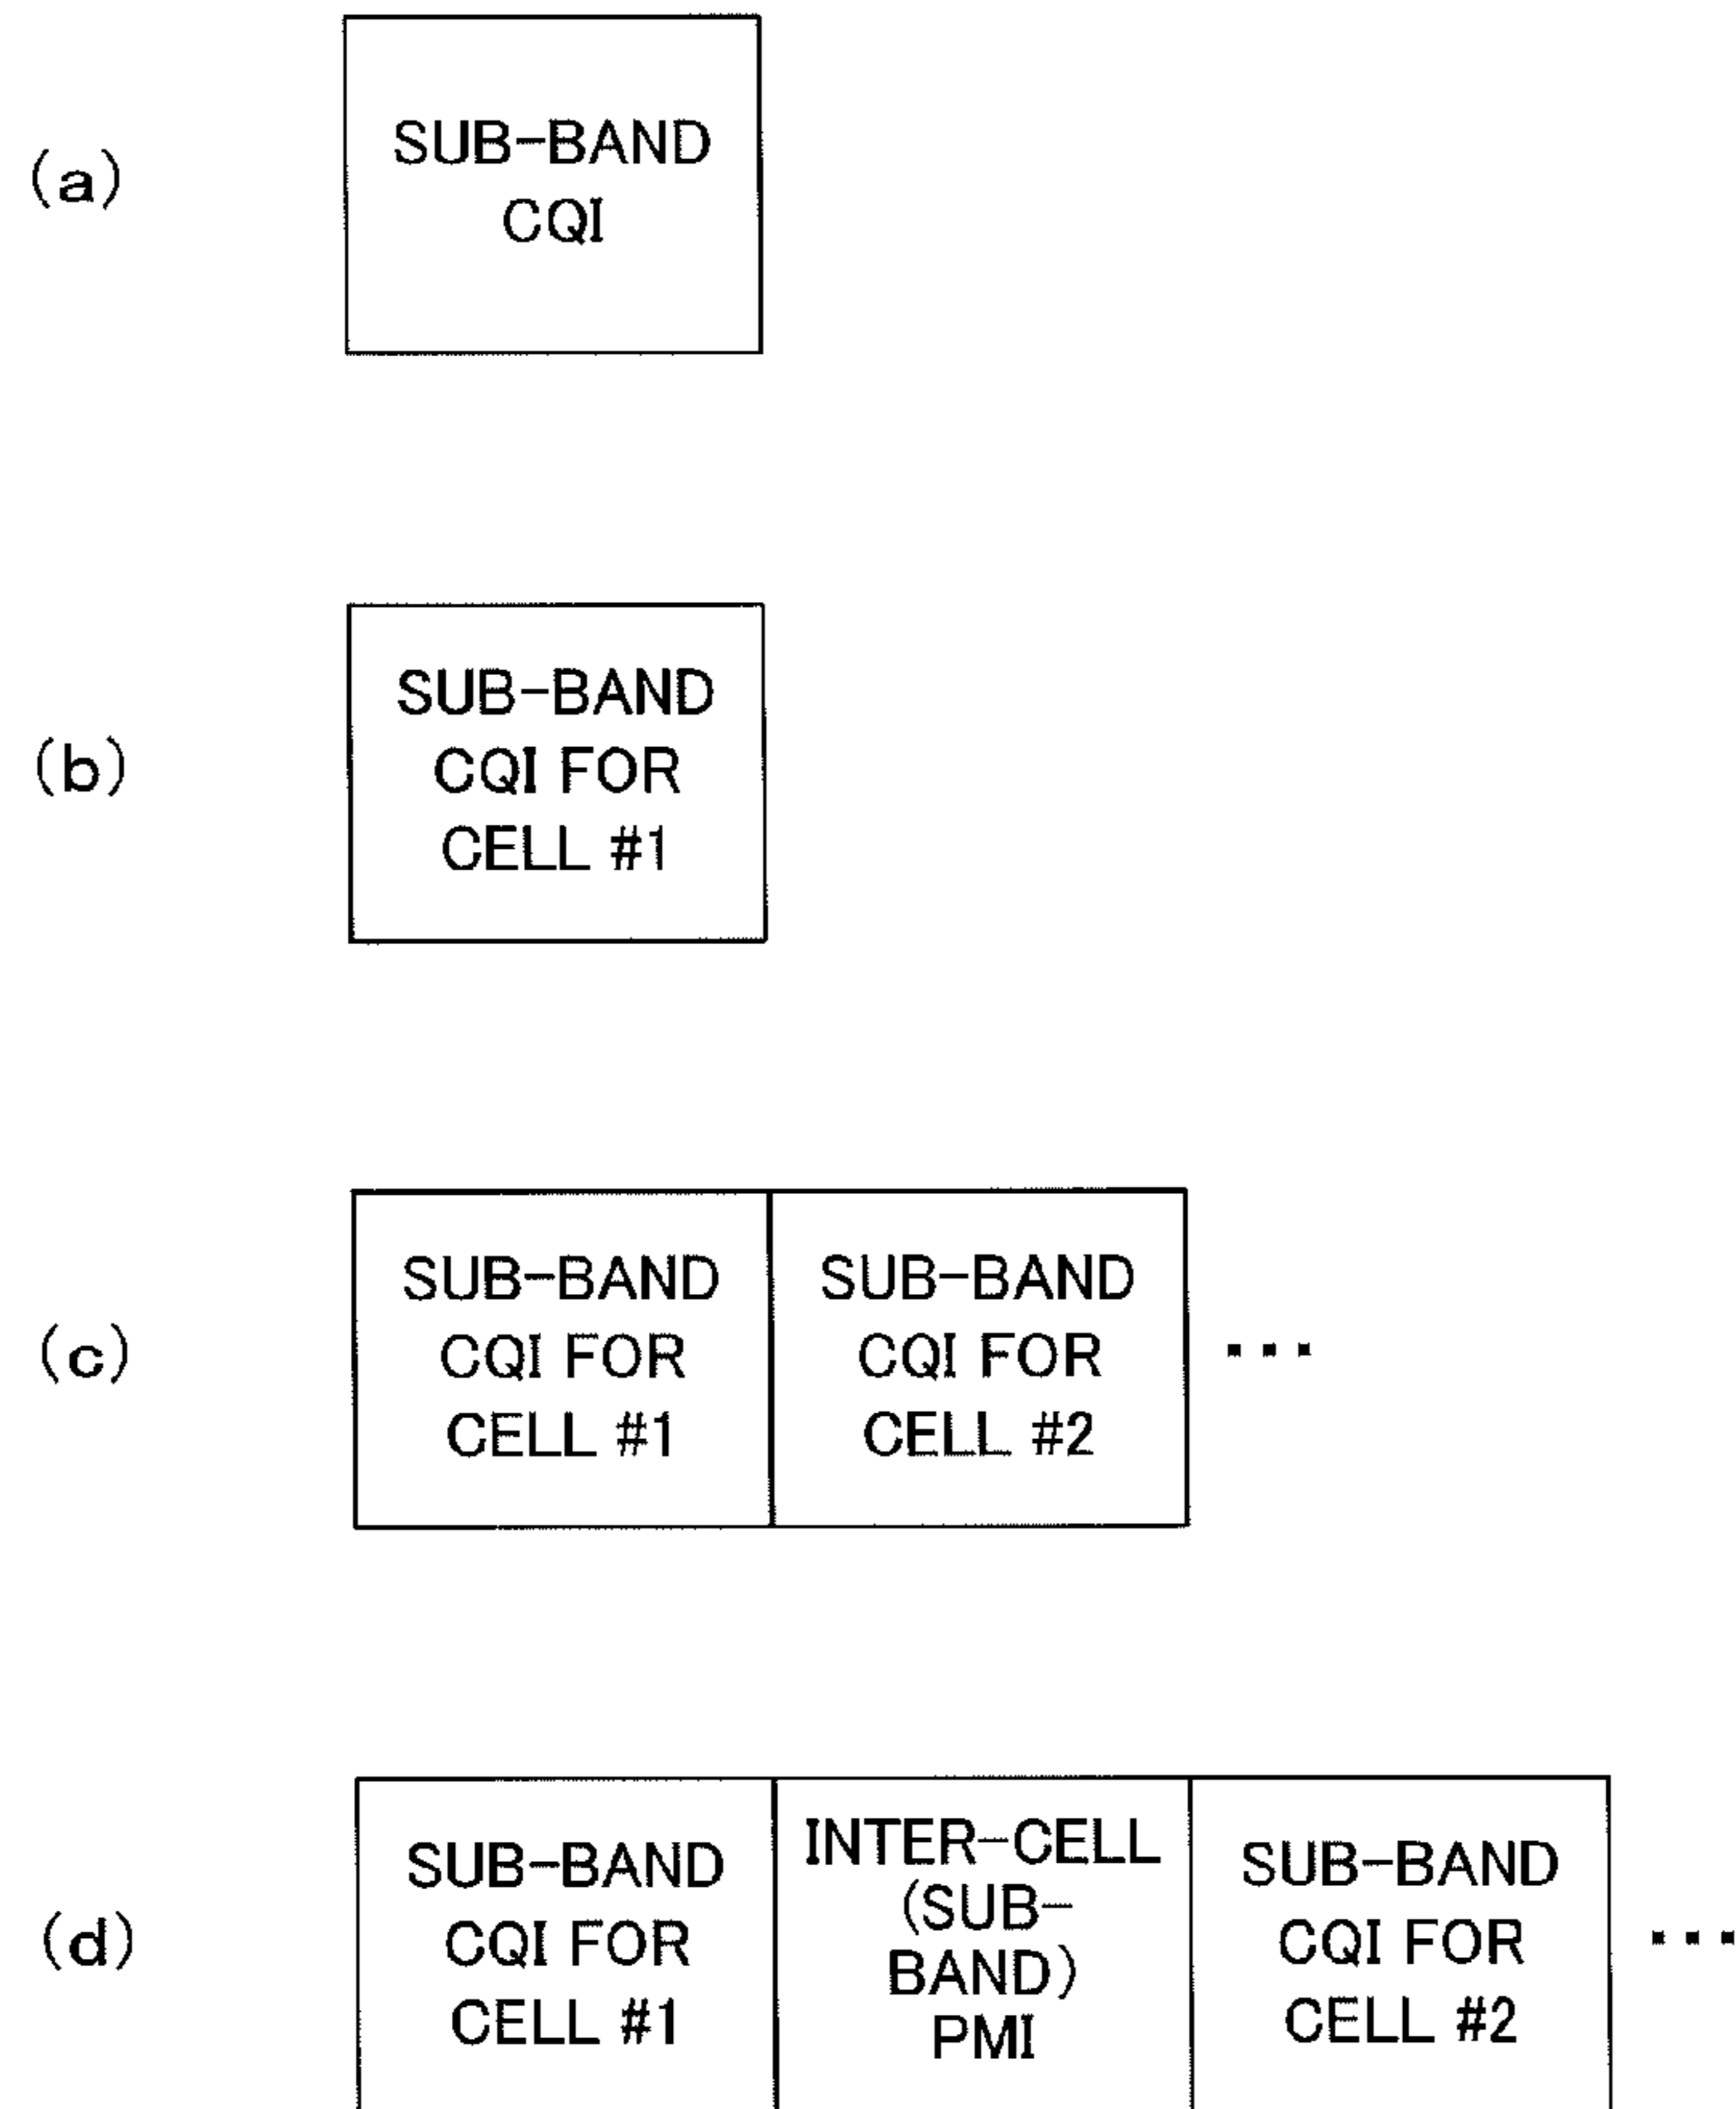 (a)
SUB-BAND
CQI
(b)
SUB-BAND
CQI FOR
CELL #1
(c)
SUB-BAND
CQI FOR
CELL #1
SUB-BAND
CQI FOR
CELL #2
...
(d)
SUB-BAND
CQI FOR
CELL #1
INTER-CELL
(SUB-
BAND)
PMI
SUB-BAND
CQI FOR
CELL #2
...